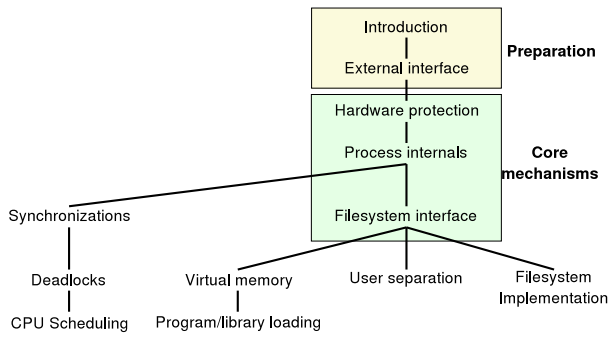 Introduction
External interface
Preparation
Hardware protection
Process internals
Core
mechanisms
Synchronizations
Filesystem interface
Deadlocks
Virtual memory
User separation
Filesystem
Implementation
CPU Scheduling
Program/library loading